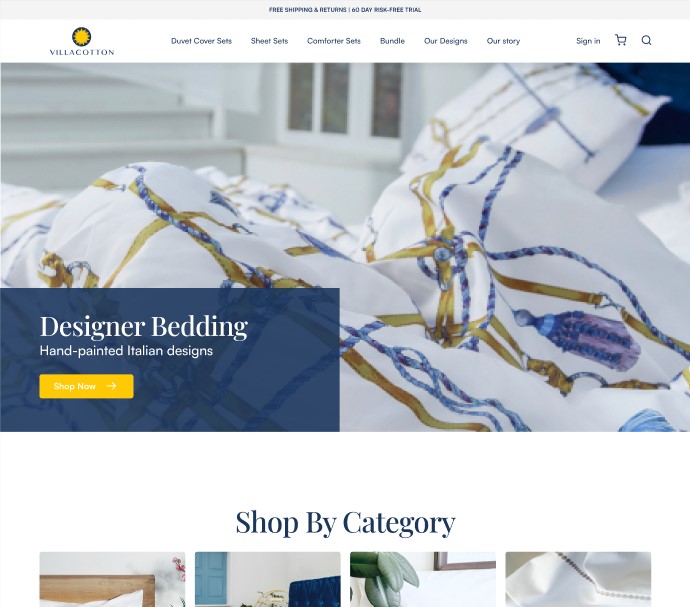 FREE SHIPPING & RETURNS | 60 DAY RISK-FREE TRIAL
VILLACOTTON
Duvet Cover Sets
Sheet Sets
Comforter Sets
Bundle
Our Designs
Our story
Sign in
Designer Bedding
Hand-painted Italian designs
Shop Now
Shop By Category